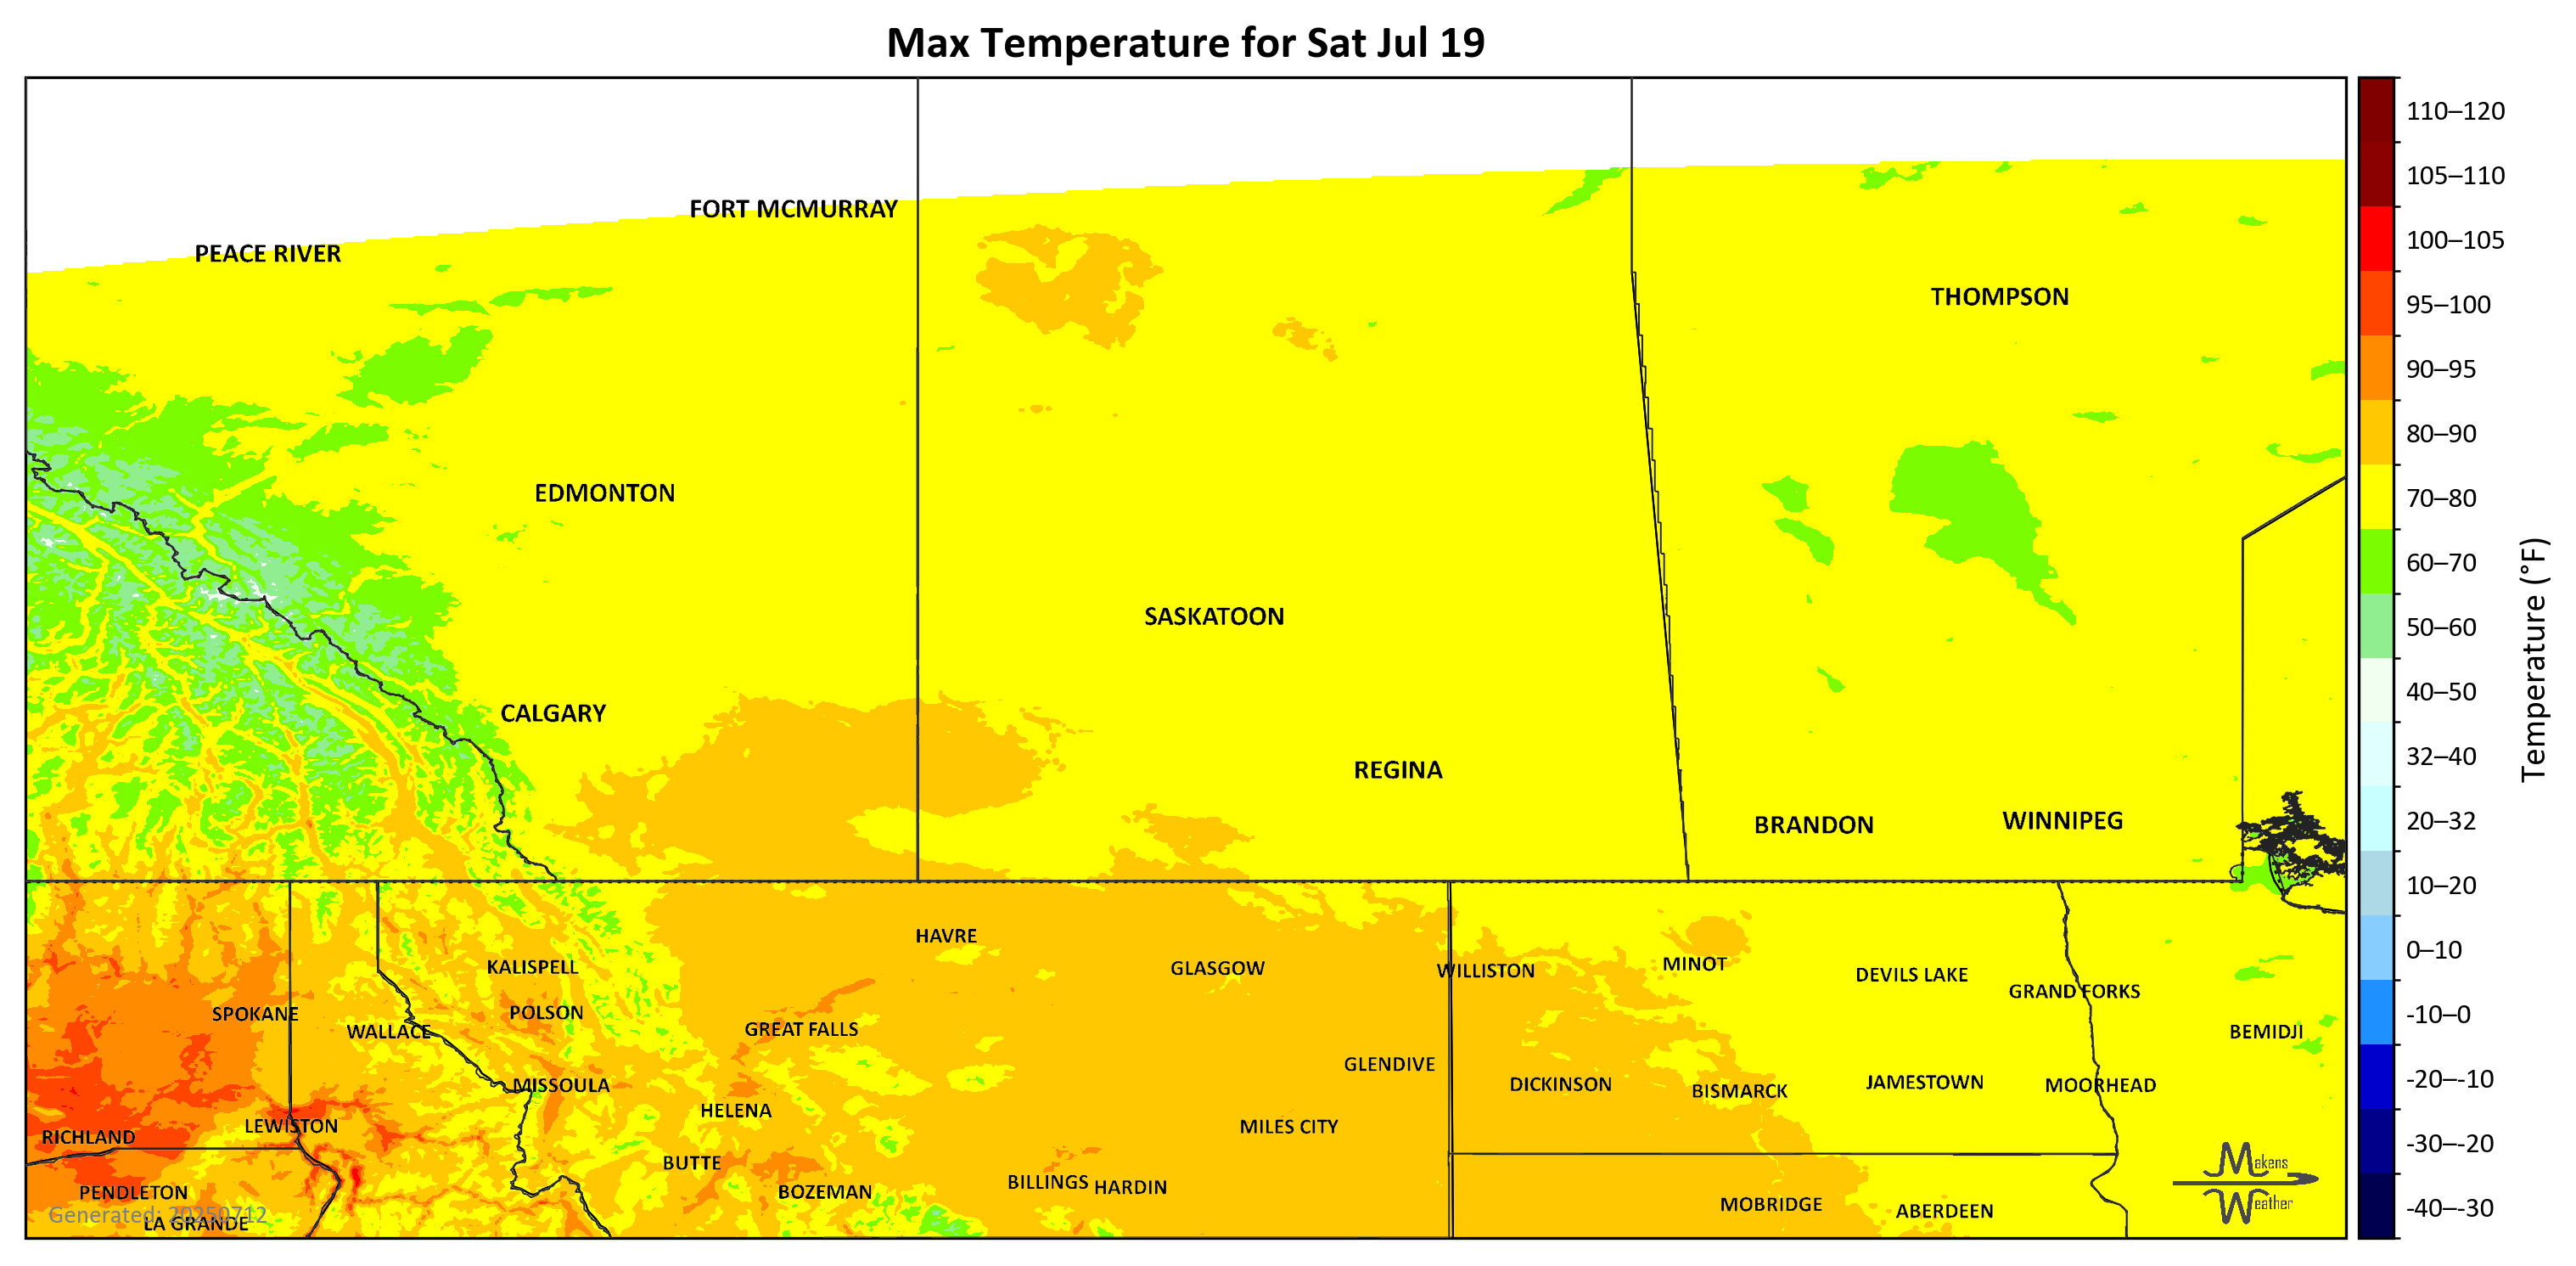 Max Temperature for Sat Jul 19
FORT MCMURRAY
PEACE RIVER
THOMPSON
EDMONTON
SASKATOON
CALGARY
REGINA
BRANDON
WINNIPEG
HAVRE
KALISPELL
GLASGOW
WILLISTON
MINOT
DEVILS LAKE
GRAND FORKS
SPOKANE
POLSON
WALLACE
GREAT FALLS
BEMIDJI
GLENDIVE
MISSOULA
DICKINSON
BISMARCK
JAMESTOWN
MOORHEAD
HELENA
LEWISTON
MILES CITY
RICHLAND
BUTTE
BOZEMAN
BILLINGS
HARDIN
PENDLETON
MOBRIDGE
ABERDEEN
Generated: 20250712
LA GRANDE
Makens
Weather
110–120
105–110
100–105
95–100
90–95
80–90
70–80
60–70
50–60
40–50
32–40
20–32
10–20
0–10
-10–0
-20–-10
-30–-20
-40–-30
Temperature (°F)